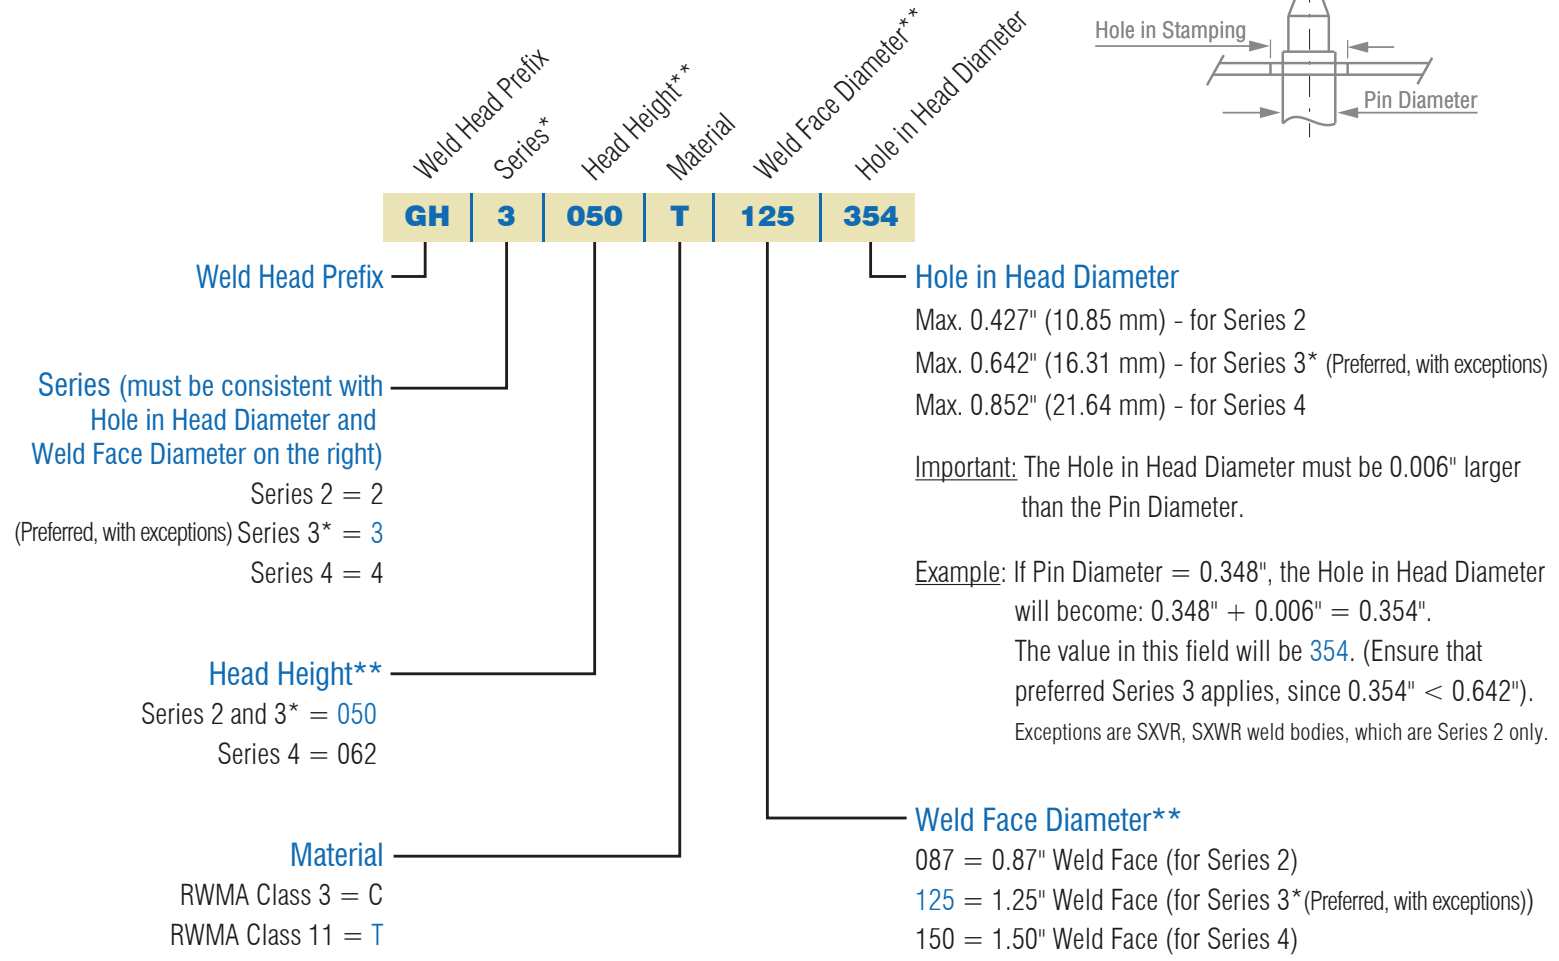 Hole in Stamping
Pin Diameter
Weld Head Prefix
Series*
Head Height**
Material
Weld Face Diameter**
Hole in Head Diameter
GH 3 050 T 125 354
Weld Head Prefix
Series (must be consistent with
Hole in Head Diameter and
Weld Face Diameter on the right)
Series 2 = 2
(Preferred, with exceptions) Series 3* = 3
Series 4 = 4
Head Height**
Series 2 and 3* = 050
Series 4 = 062
Material
RWMA Class 3 = C
RWMA Class 11 = T
Hole in Head Diameter
Max. 0.427" (10.85 mm) - for Series 2
Max. 0.642" (16.31 mm) - for Series 3* (Preferred, with exceptions)
Max. 0.852" (21.64 mm) - for Series 4
Important: The Hole in Head Diameter must be 0.006" larger
than the Pin Diameter.
Example: If Pin Diameter = 0.348", the Hole in Head Diameter
will become: 0.348" + 0.006" = 0.354".
The value in this field will be 354. (Ensure that
preferred Series 3 applies, since 0.354" < 0.642").
Exceptions are SXVR, SXWR weld bodies, which are Series 2 only.
Weld Face Diameter**
087 = 0.87" Weld Face (for Series 2)
125 = 1.25" Weld Face (for Series 3*(Preferred, with exceptions))
150 = 1.50" Weld Face (for Series 4)